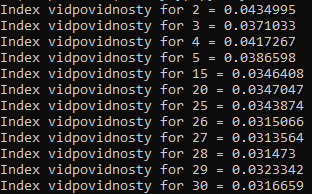 Index vidpovidnosty for 2 = 0.0434995
Index vidpovidnosty for 3 = 0.0371033
Index vidpovidnosty for 4 = 0.0417267
Index vidpovidnosty for 5 = 0.0386598
Index vidpovidnosty for 15 = 0.0346408
Index vidpovidnosty for 20 = 0.0347047
Index vidpovidnosty for 25 = 0.0343874
Index vidpovidnosty for 26 = 0.0315066
Index vidpovidnosty for 27 = 0.0313564
Index vidpovidnosty for 28 = 0.031473
Index vidpovidnosty for 29 = 0.0323342
Index vidpovidnosty for 30 = 0.0316659